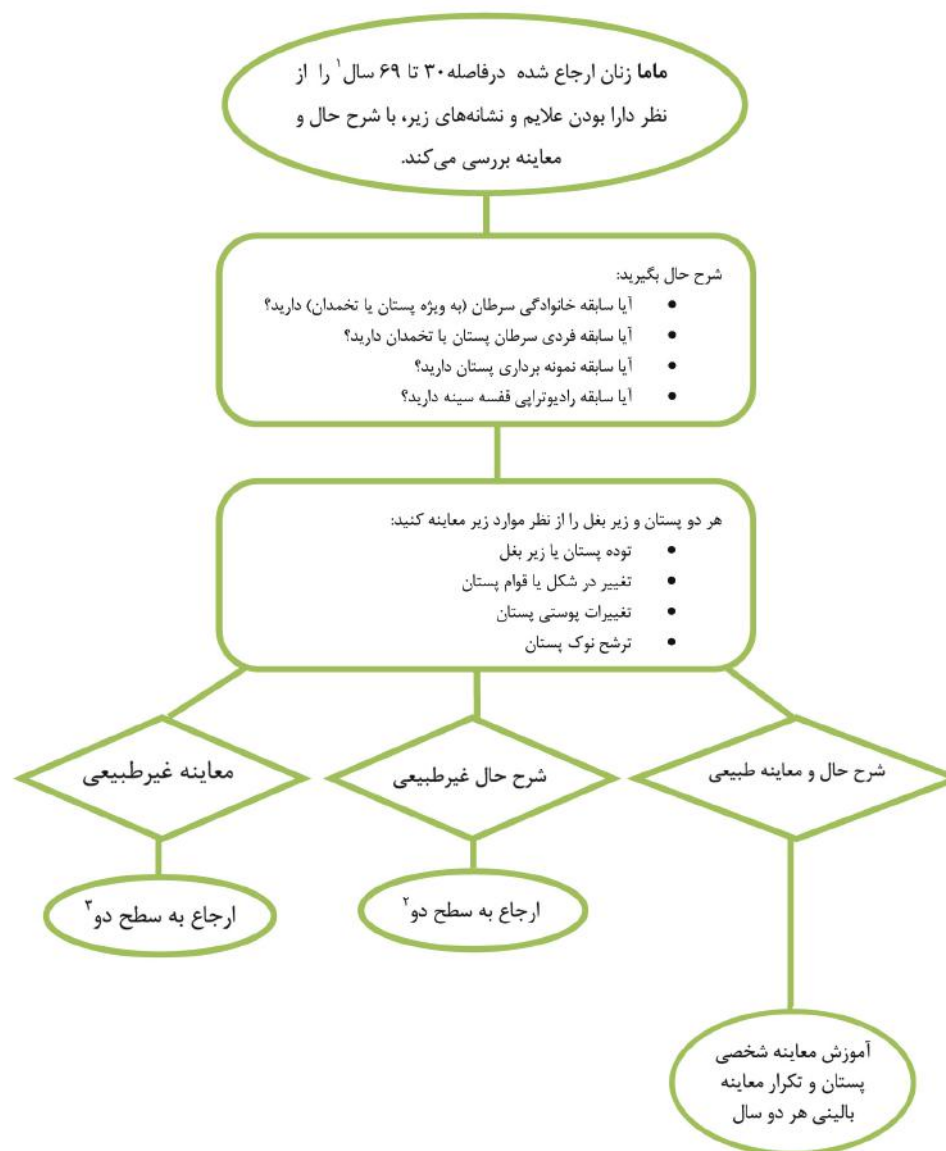 ماما زنان ارجاع شده درفاصله۳۰ تا ۶۹ سال۱ را از
نظر دارا بودن علایم و نشانه‌های زیر، با شرح حال و
معاینه بررسی می‌کند.
شرح حال بگیرید:
• آیا سابقه خانوادگی سرطان (به ویژه پستان یا تخمدان) دارید؟
• آیا سابقه فردی سرطان پستان یا تخمدان دارید؟
• آیا سابقه نمونه برداری پستان دارید؟
• آیا سابقه رادیوتراپی قفسه سینه دارید؟
هر دو پستان و زیر بغل را از نظر موارد زیر معاینه کنید:
• توده پستان یا زیر بغل
• تغییر در شکل یا قوام پستان
• تغییرات پوستی پستان
• ترشح نوک پستان
شرح حال و معاینه طبیعی
شرح حال غیرطبیعی
معاینه غیرطبیعی
ارجاع به سطح دو۲
ارجاع به سطح دو۳
آموزش معاینه شخصی
پستان و تکرار معاینه
بالینی هر دو سال